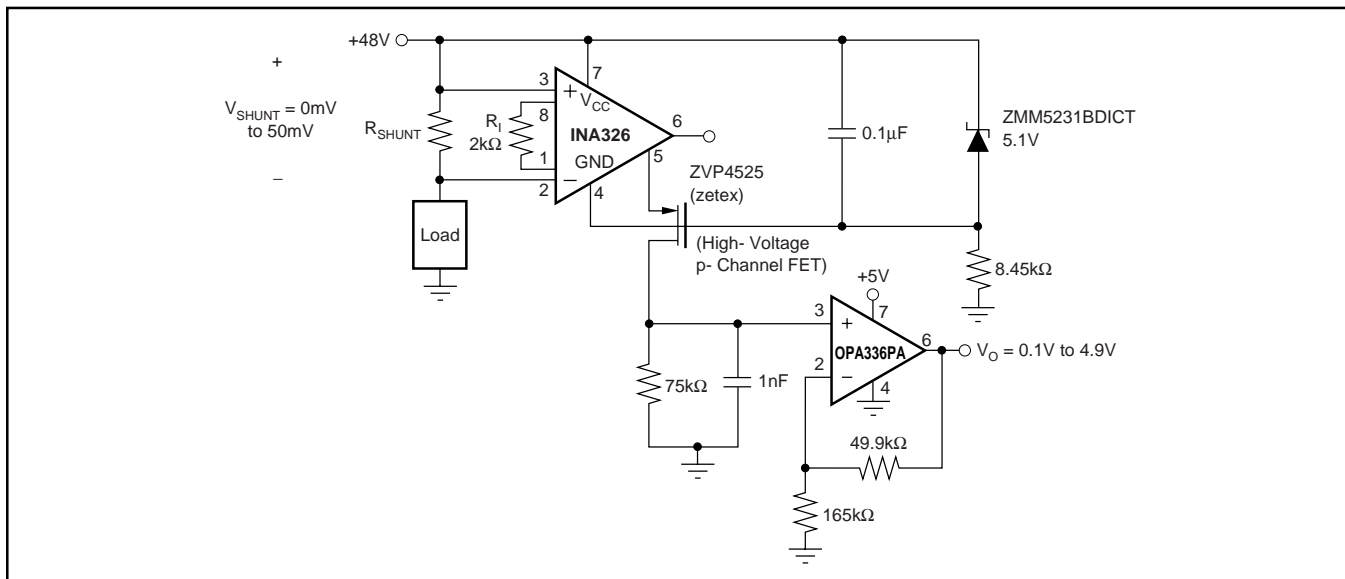 +48V
+
V_SHUNT = 0mV
to 50mV
–
R_SHUNT
Load
3
+
8
R_I
2kΩ
1
–
2
7
V_CC
INA326
GND
4
6
5
ZVP4525
(zetex)
(High- Voltage
p- Channel FET)
0.1µF
ZMM5231BDICT
5.1V
8.45kΩ
+5V
7
3
+
OPA336PA
2
–
4
6
V_O = 0.1V to 4.9V
75kΩ
1nF
49.9kΩ
165kΩ